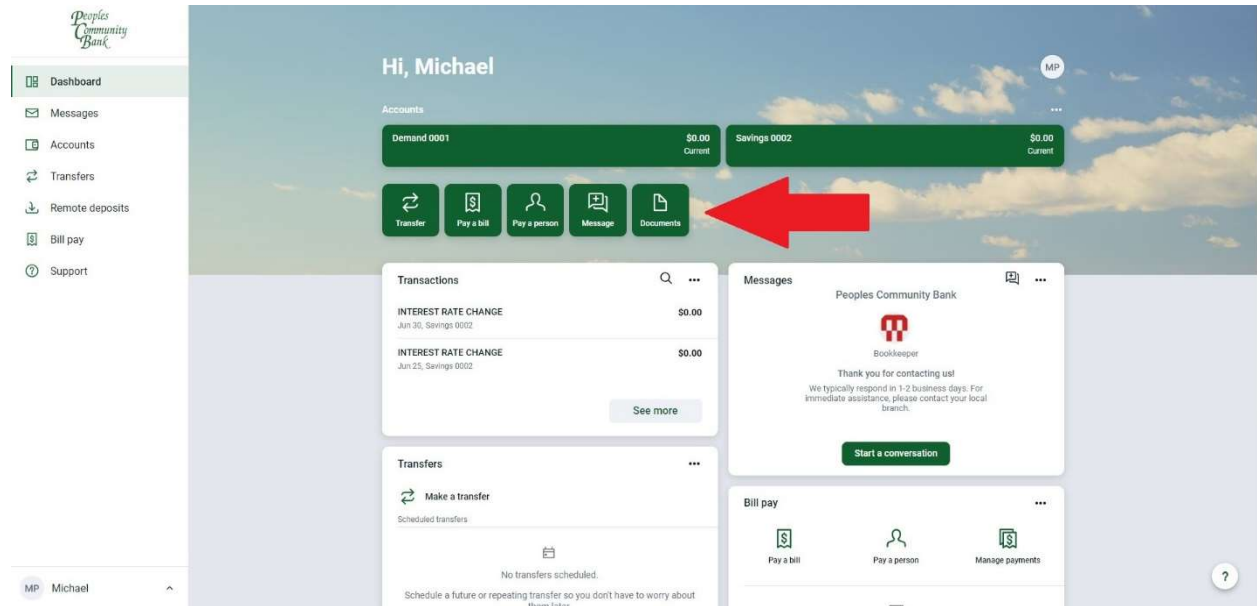 Peoples
Community
Bank
Dashboard
Messages
Accounts
Transfers
Remote deposits
Bill pay
Support
MP Michael
Hi, Michael
MP
Accounts
Demand 0001 $0.00
Current
Savings 0002 $0.00
Current
Transfer Pay a bill Pay a person Message Documents
Transactions
INTEREST RATE CHANGE $0.00
Jun 30, Savings 0002
INTEREST RATE CHANGE $0.00
Jun 25, Savings 0002
See more
Transfers
Make a transfer
Scheduled transfers
No transfers scheduled.
Schedule a future or repeating transfer so you don't have to worry about
them later.
Messages
Peoples Community Bank
Bookkeeper
Thank you for contacting us!
We typically respond in 1-2 business days. For
immediate assistance, please contact your local
branch.
Start a conversation
Bill pay
Pay a bill Pay a person Manage payments
?